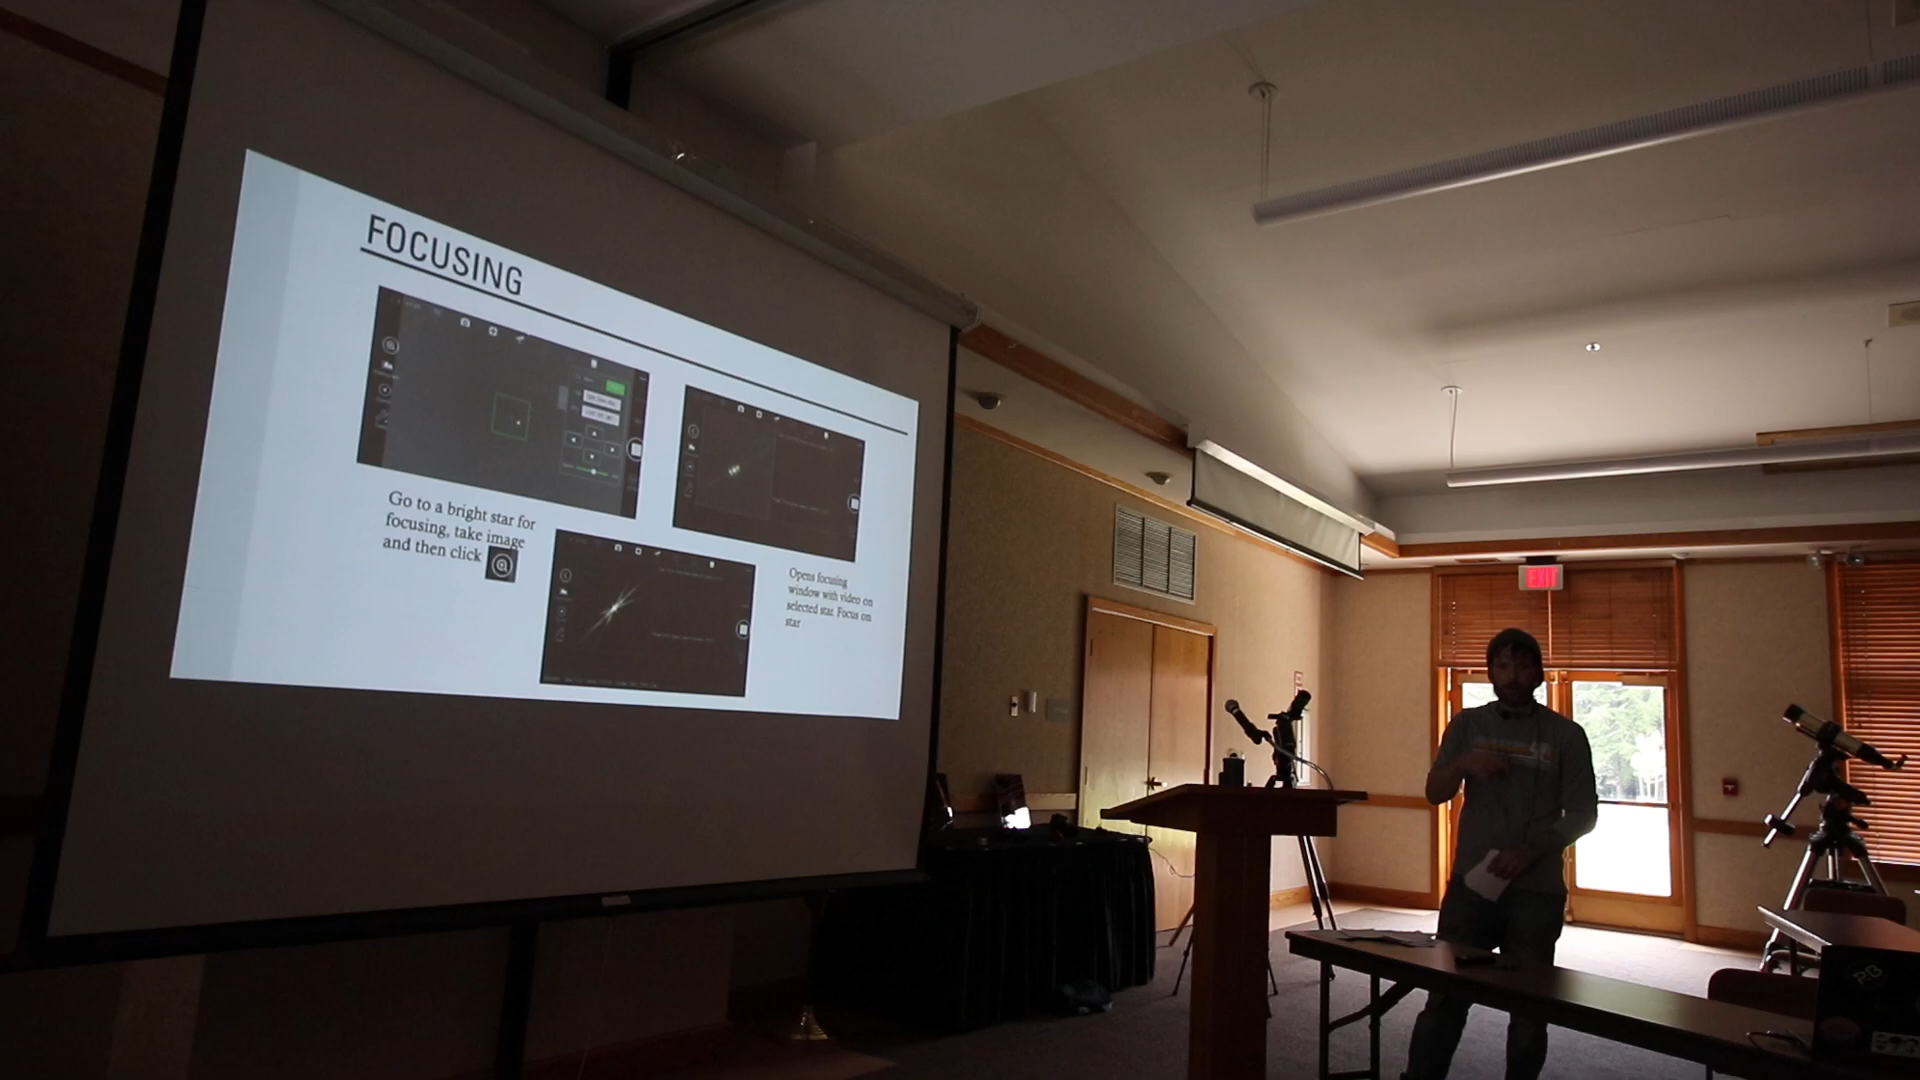 FOCUSING
Go to a bright star for
focusing, take image
and then click
Opens focusing
window with video on
selected star. Focus on
star
EXIT
PB